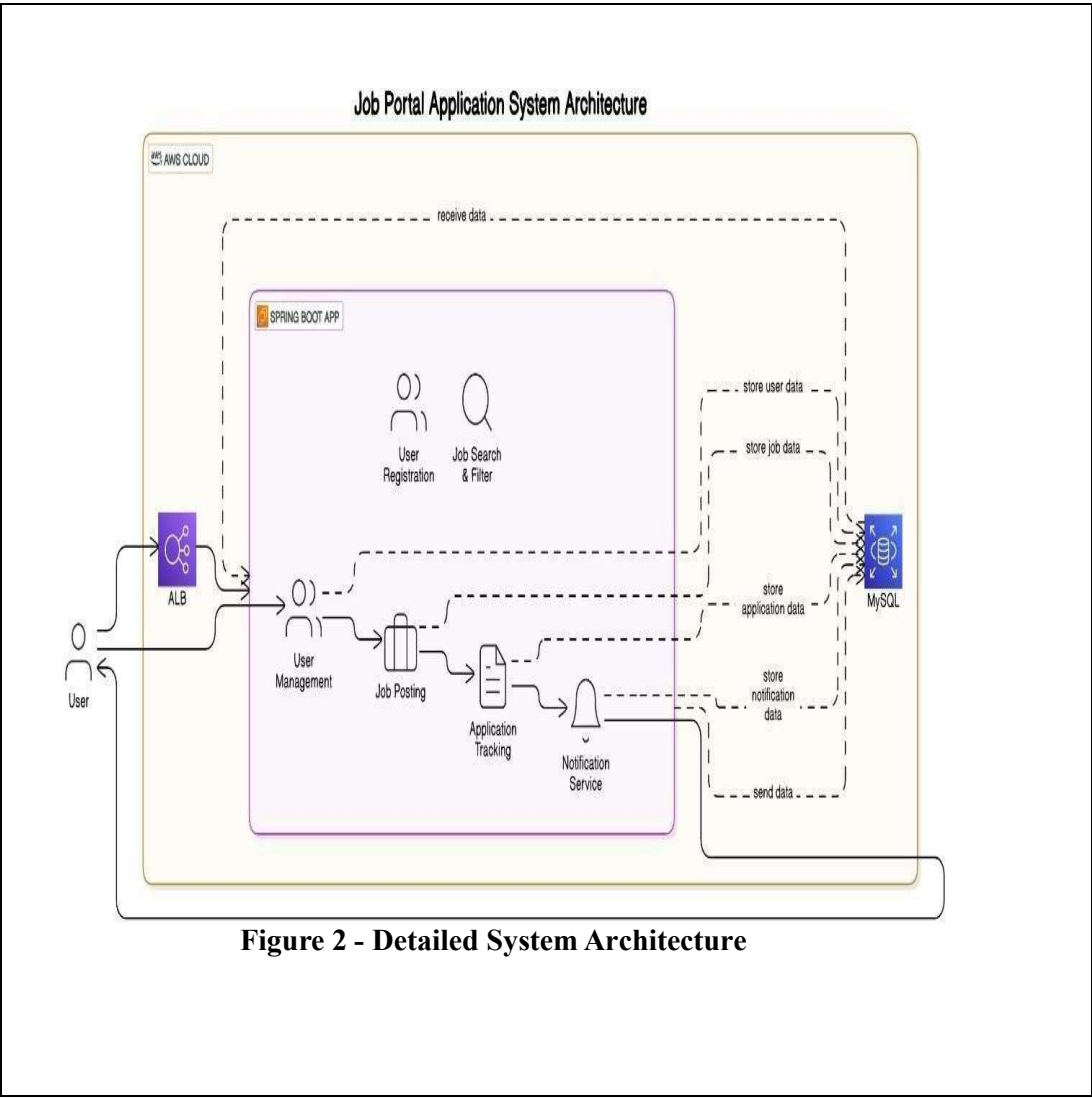 Job Portal Application System Architecture
aws AWS CLOUD
receive data
SPRING BOOT APP
store user data
User
Registration
Job Search
& Filter
store job data
ALB
MySQL
store
application data
User
Management
Job Posting
User
store
notification
data
Application
Tracking
Notification
Service
send data
Figure 2 - Detailed System Architecture